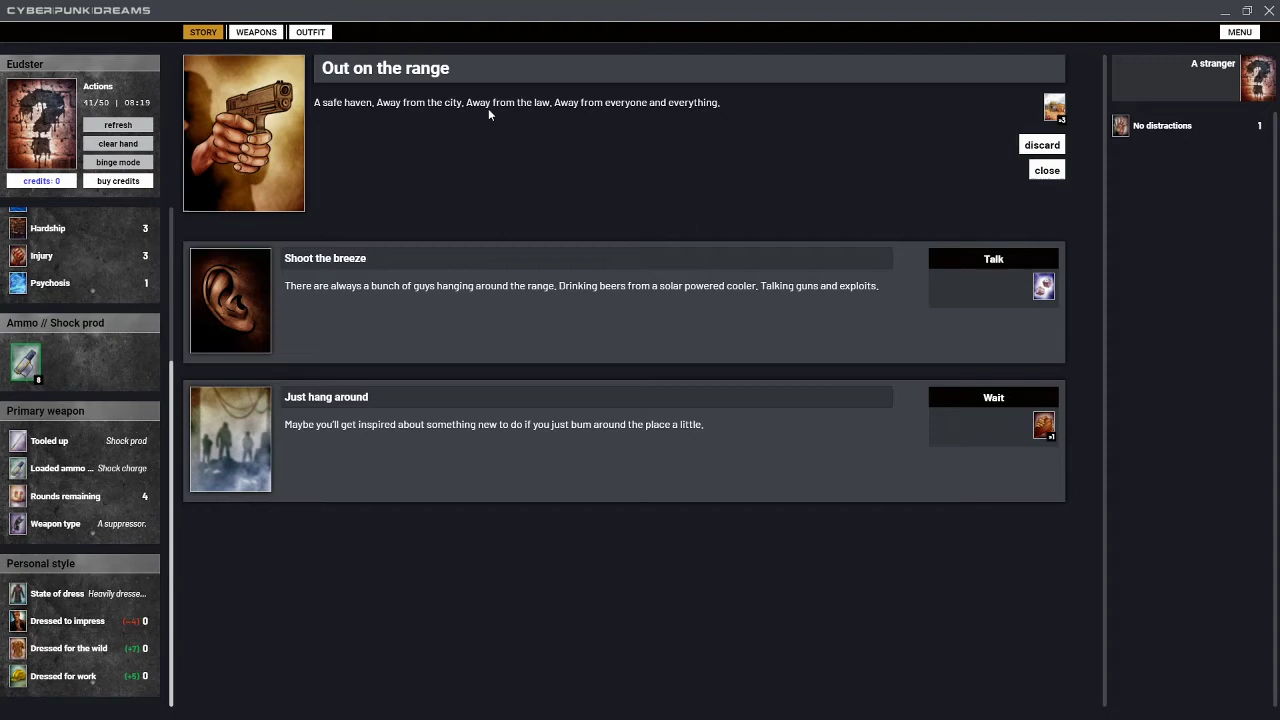 CYBER|PUNK|DREAMS
STORY
WEAPONS
OUTFIT
MENU
Eudster
Actions
41/50 | 08:19
refresh
clear hand
binge mode
credits: 0
buy credits
Hardship 3
Injury 3
Psychosis 1
Ammo // Shock prod
8
Primary weapon
Tooled up Shock prod
Loaded ammo ... Shock charge
Rounds remaining 4
Weapon type A suppressor.
Personal style
State of dress Heavily dresse...
Dressed to impress (-4) 0
Dressed for the wild (+7) 0
Dressed for work (+5) 0
Out on the range
A safe haven. Away from the city. Away from the law. Away from everyone and everything.
×3
discard
close
Shoot the breeze
There are always a bunch of guys hanging around the range. Drinking beers from a solar powered cooler. Talking guns and exploits.
Talk
Just hang around
Maybe you'll get inspired about something new to do if you just bum around the place a little.
Wait
×1
A stranger
No distractions 1